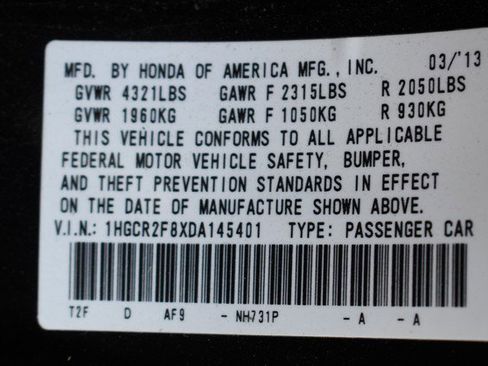 MFD. BY HONDA OF AMERICA MFG., INC. 03/'13
GVWR 4321LBS GAWR F 2315LBS R 2050LBS
GVWR 1960KG GAWR F 1050KG R 930KG
THIS VEHICLE CONFORMS TO ALL APPLICABLE
FEDERAL MOTOR VEHICLE SAFETY, BUMPER,
AND THEFT PREVENTION STANDARDS IN EFFECT
ON THE DATE OF MANUFACTURE SHOWN ABOVE.
V.I.N.: 1HGCR2F8XDA145401 TYPE: PASSENGER CAR
T2F D AF9 - NH731P - A - A